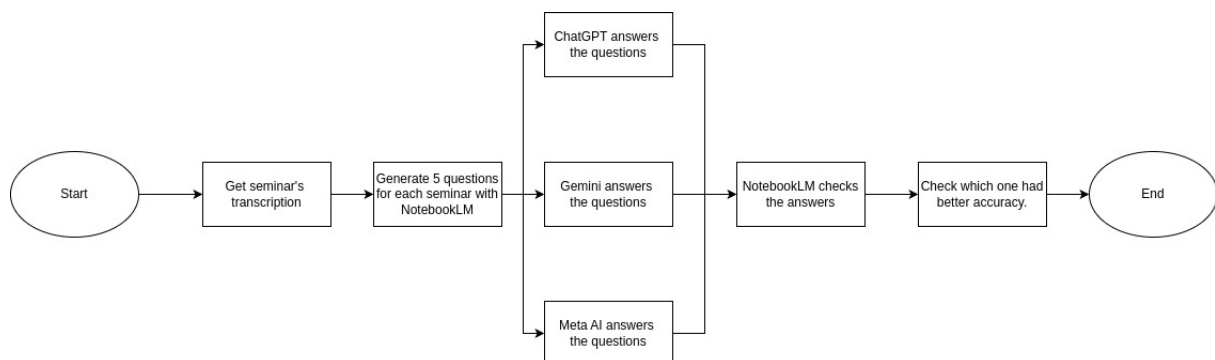 Start
Get seminar's
transcription
Generate 5 questions
for each seminar with
NotebookLM
ChatGPT answers
the questions
Gemini answers
the questions
Meta AI answers
the questions
NotebookLM checks
the answers
Check which one had
better accuracy.
End